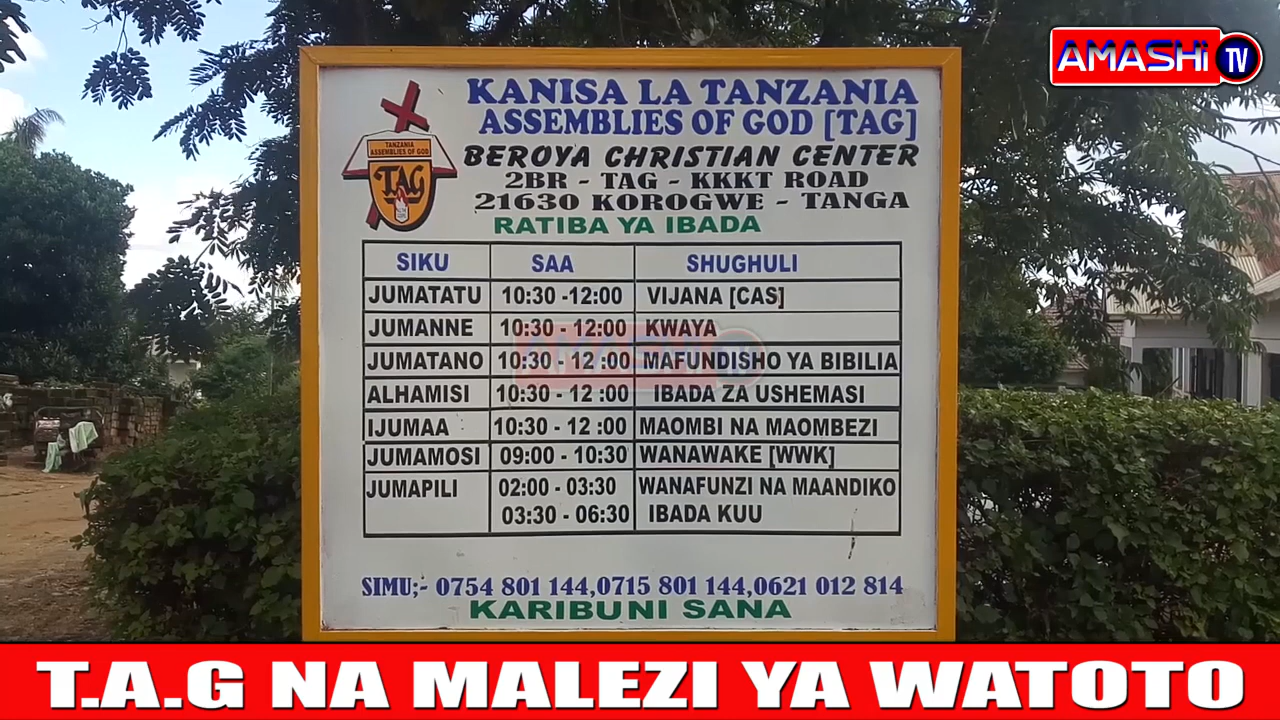 AMASHi TV
KANISA LA TANZANIA
ASSEMBLIES OF GOD [TAG]
TANZANIA
ASSEMBLIES OF GOD
TAG
BEROYA CHRISTIAN CENTER
2BR - TAG - KKKT ROAD
21630 KOROGWE - TANGA
RATIBA YA IBADA
SIKU SAA SHUGHULI
JUMATATU 10:30 -12:00 VIJANA [CAS]
JUMANNE 10:30 - 12:00 KWAYA
JUMATANO 10:30 - 12 :00 MAFUNDISHO YA BIBILIA
ALHAMISI 10:30 - 12 :00 IBADA ZA USHEMASI
IJUMAA 10:30 - 12 :00 MAOMBI NA MAOMBEZI
JUMAMOSI 09:00 - 10:30 WANAWAKE [WWK]
JUMAPILI 02:00 - 03:30 WANAFUNZI NA MAANDIKO
03:30 - 06:30 IBADA KUU
AMASHi TV
SIMU;- 0754 801 144,0715 801 144,0621 012 814
KARIBUNI SANA
T.A.G NA MALEZI YA WATOTO